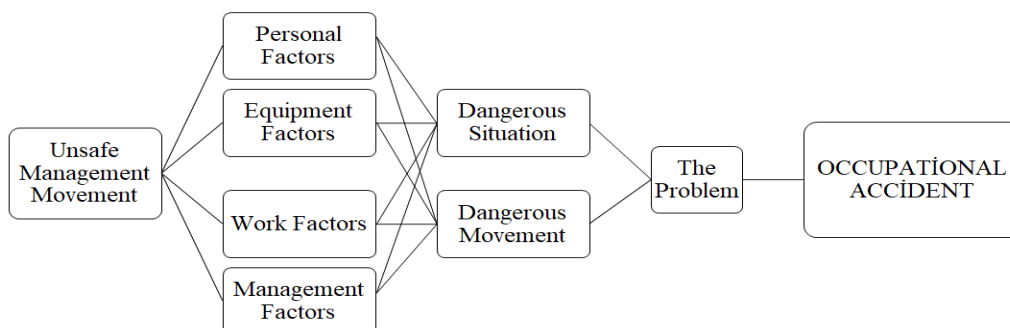 Unsafe
Management
Movement
Personal
Factors
Equipment
Factors
Work Factors
Management
Factors
Dangerous
Situation
Dangerous
Movement
The
Problem
OCCUPATİONAL
ACCİDENT